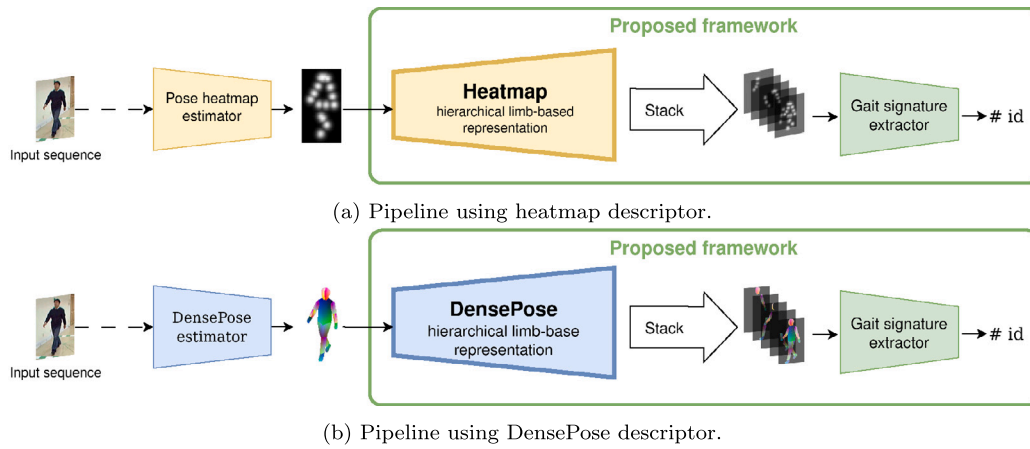 Proposed framework
Input sequence
Pose heatmap
estimator
Heatmap
hierarchical limb-based
representation
Stack
Gait signature
extractor
# id
(a) Pipeline using heatmap descriptor.
Proposed framework
Input sequence
DensePose
estimator
DensePose
hierarchical limb-base
representation
Stack
Gait signature
extractor
# id
(b) Pipeline using DensePose descriptor.